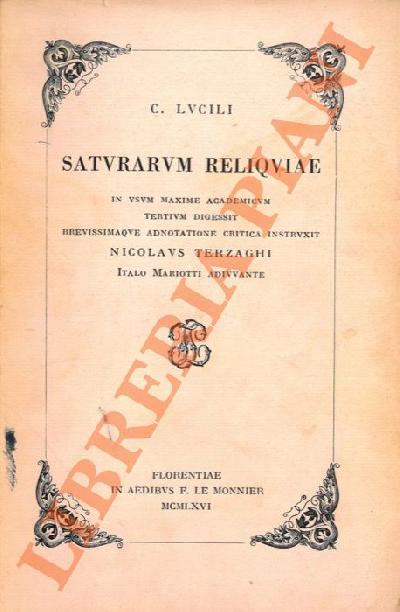 C. LVCILI
SATVRARVM RELIQVIAE
IN VSVM MAXIME ACADEMICVM
TERTIVM DIGESSIT
BREVISSIMAQVE ADNOTATIONE CRITICA INSTRVXIT
NICOLAVS TERZAGHI
ITALO MARIOTTI ADIVVANTE
FLORENTIAE
IN AEDIBVS F. LE MONNIER
MCMLXVI
LIBRERIA PIANI